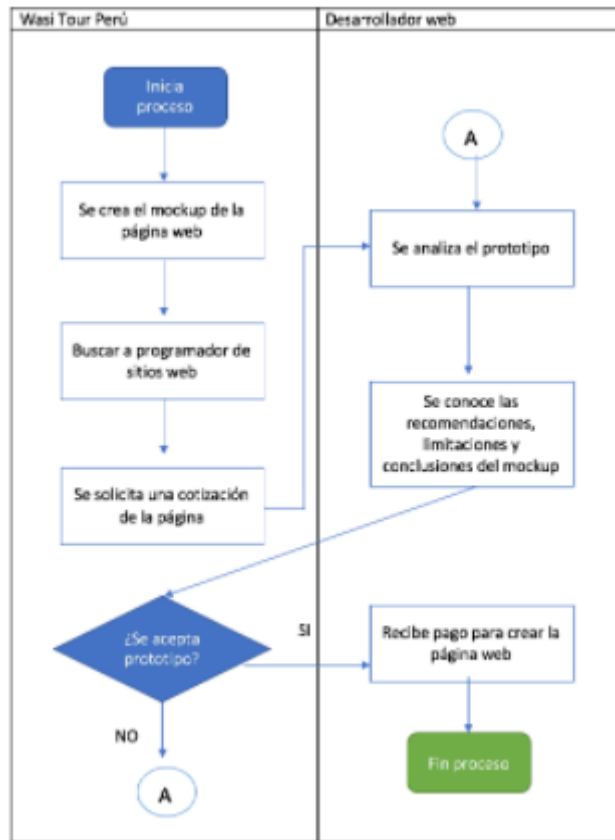 Wasi Tour Perú
Desarrollador web
Inicia
proceso
A
Se crea el mockup de la
página web
Se analiza el prototipo
Buscar a programador de
sitios web
Se conoce las
recomendaciones,
limitaciones y
conclusiones del mockup
Se solicita una cotización
de la página
¿Se acepta
prototipo?
SI
Recibe pago para crear la
página web
NO
A
Fin proceso